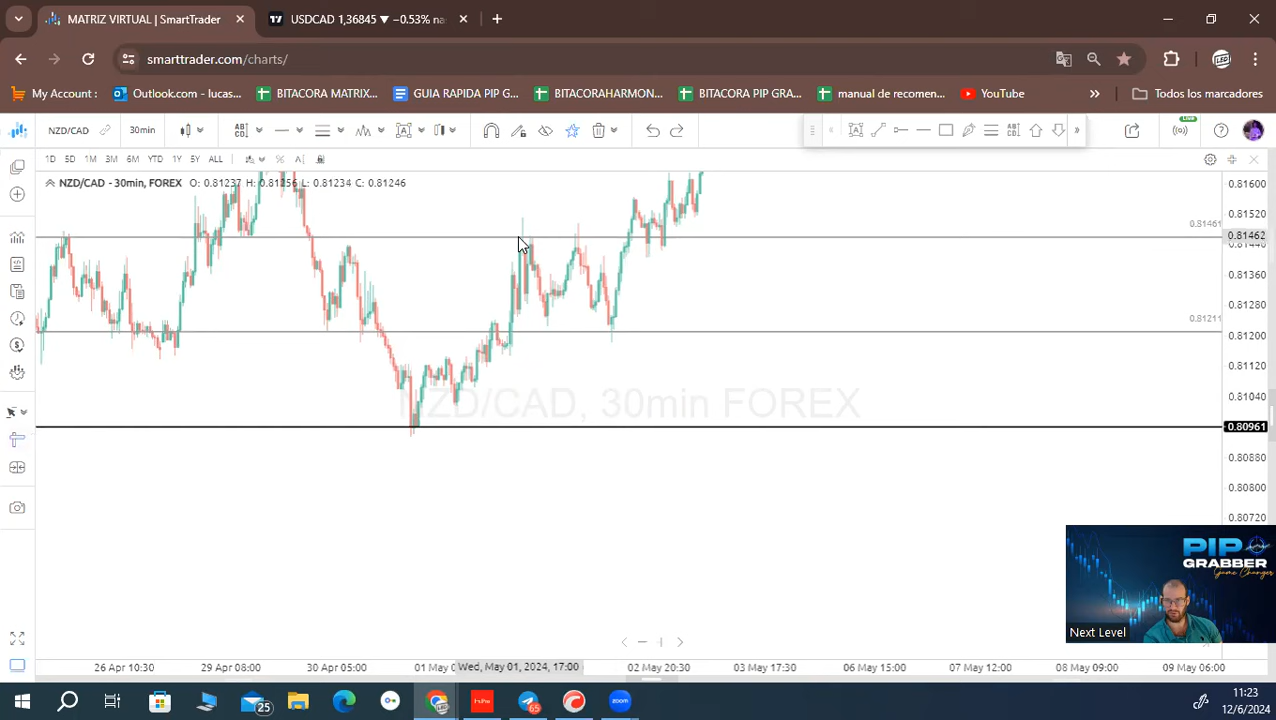 MATRIZ VIRTUAL | SmartTrader
USDCAD 1,36845 ▼ −0.53%
smarttrader.com/charts/
My Account :
Outlook.com - lucas...
BITACORA MATRIX...
GUIA RAPIDA PIP G...
BITACORAHARMON...
BITACORA PIP GRA...
manual de recomen...
YouTube
Todos los marcadores
NZD/CAD
30min
LIVE
1D 5D 1M 3M 6M YTD 1Y 5Y ALL
NZD/CAD - 30min, FOREX O: 0.81237 H: 0.81256 L: 0.81234 C: 0.81246
0.81600
0.81520
0.81461
0.81462
0.81440
0.81360
0.81280
0.81211
0.81200
0.81120
0.81040
NZD/CAD, 30min FOREX
0.80961
0.80880
0.80800
0.80720
PIP
GRABBER
Game Changer
Next Level
26 Apr 10:30
29 Apr 08:00
30 Apr 05:00
01 May
Wed, May 01, 2024, 17:00
02 May 20:30
03 May 17:30
06 May 15:00
07 May 12:00
08 May 09:00
09 May 06:00
25
65
zoom
11:23
12/6/2024